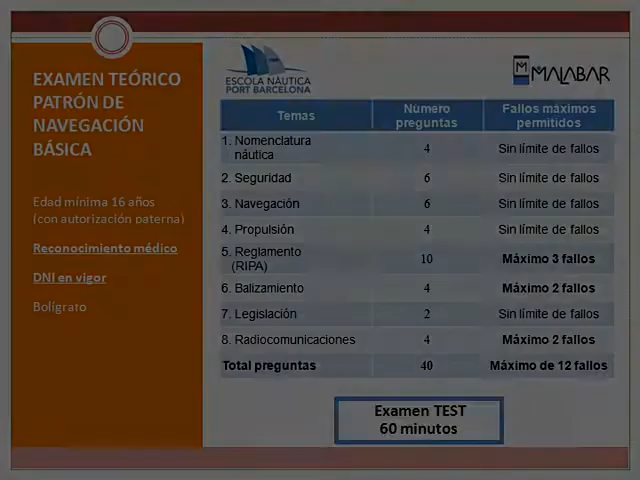 EXAMEN TEÓRICO
PATRÓN DE
NAVEGACIÓN
BÁSICA
Edad mínima 16 años
(con autorización paterna)
Reconocimiento médico
DNI en vigor
Bolígrafo
ESCOLA NÀUTICA
PORT BARCELONA
MALABAR
Temas Número preguntas Fallos máximos permitidos
1. Nomenclatura náutica 4 Sin límite de fallos
2. Seguridad 6 Sin límite de fallos
3. Navegación 6 Sin límite de fallos
4. Propulsión 4 Sin límite de fallos
5. Reglamento (RIPA) 10 Máximo 3 fallos
6. Balizamiento 4 Máximo 2 fallos
7. Legislación 2 Sin límite de fallos
8. Radiocomunicaciones 4 Máximo 2 fallos
Total preguntas 40 Máximo de 12 fallos
Examen TEST
60 minutos